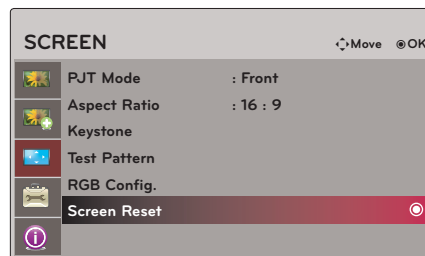 SCREEN Move OK
PJT Mode : Front
Aspect Ratio : 16 : 9
Keystone
Test Pattern
RGB Config.
Screen Reset